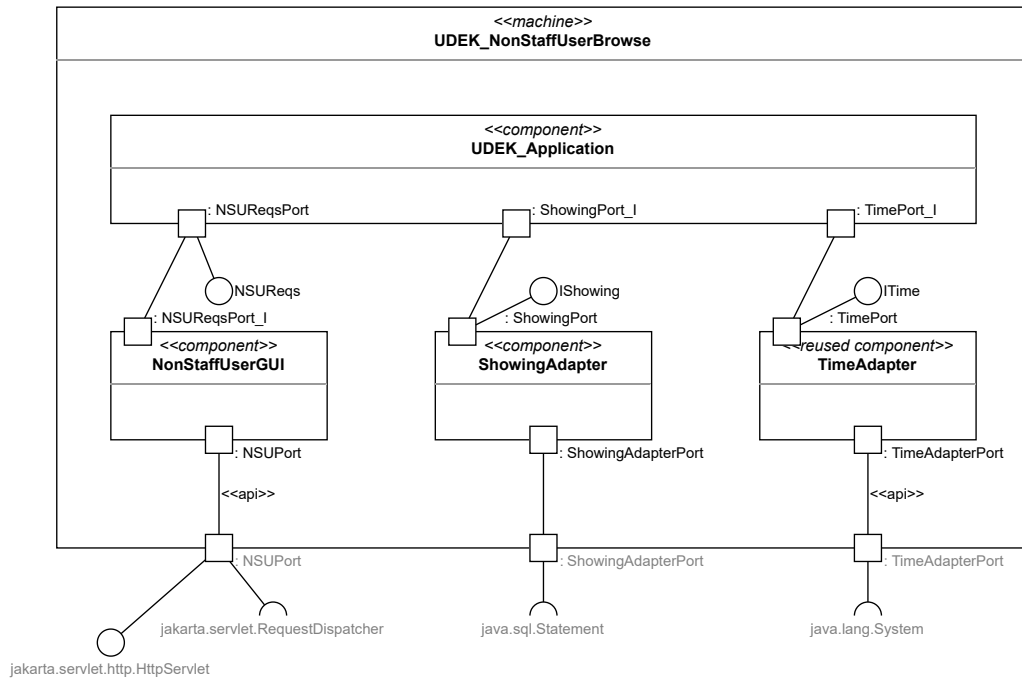 <<machine>>
UDEK_NonStaffUserBrowse
<<component>>
UDEK_Application
: NSUReqsPort
: ShowingPort_I
: TimePort_I
NSUReqs
IShowing
ITime
: NSUReqsPort_I
: ShowingPort
: TimePort
<<component>>
NonStaffUserGUI
<<component>>
ShowingAdapter
<<reused component>>
TimeAdapter
: NSUPort
: ShowingAdapterPort
: TimeAdapterPort
<<api>>
<<api>>
: NSUPort
: ShowingAdapterPort
: TimeAdapterPort
jakarta.servlet.RequestDispatcher
java.sql.Statement
java.lang.System
jakarta.servlet.http.HttpServlet